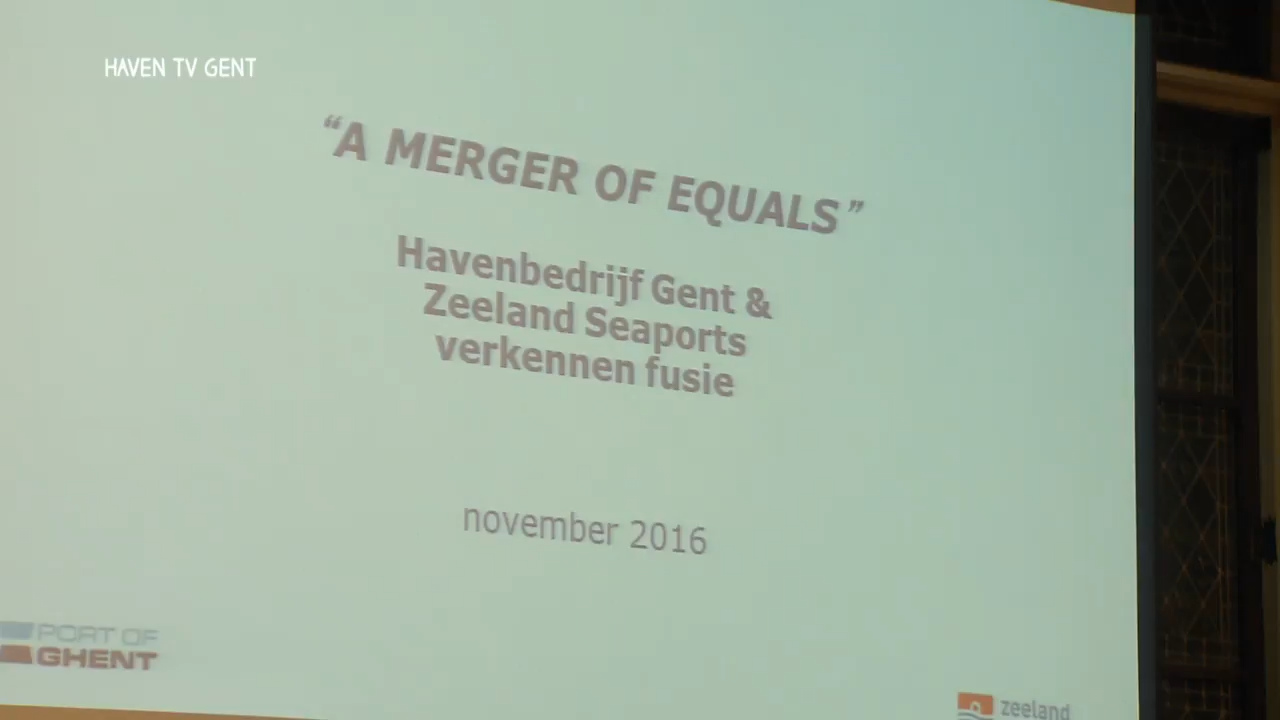 HAVEN TV GENT
“A MERGER OF EQUALS”
Havenbedrijf Gent &
Zeeland Seaports
verkennen fusie
november 2016
PORT OF
GHENT
zeeland